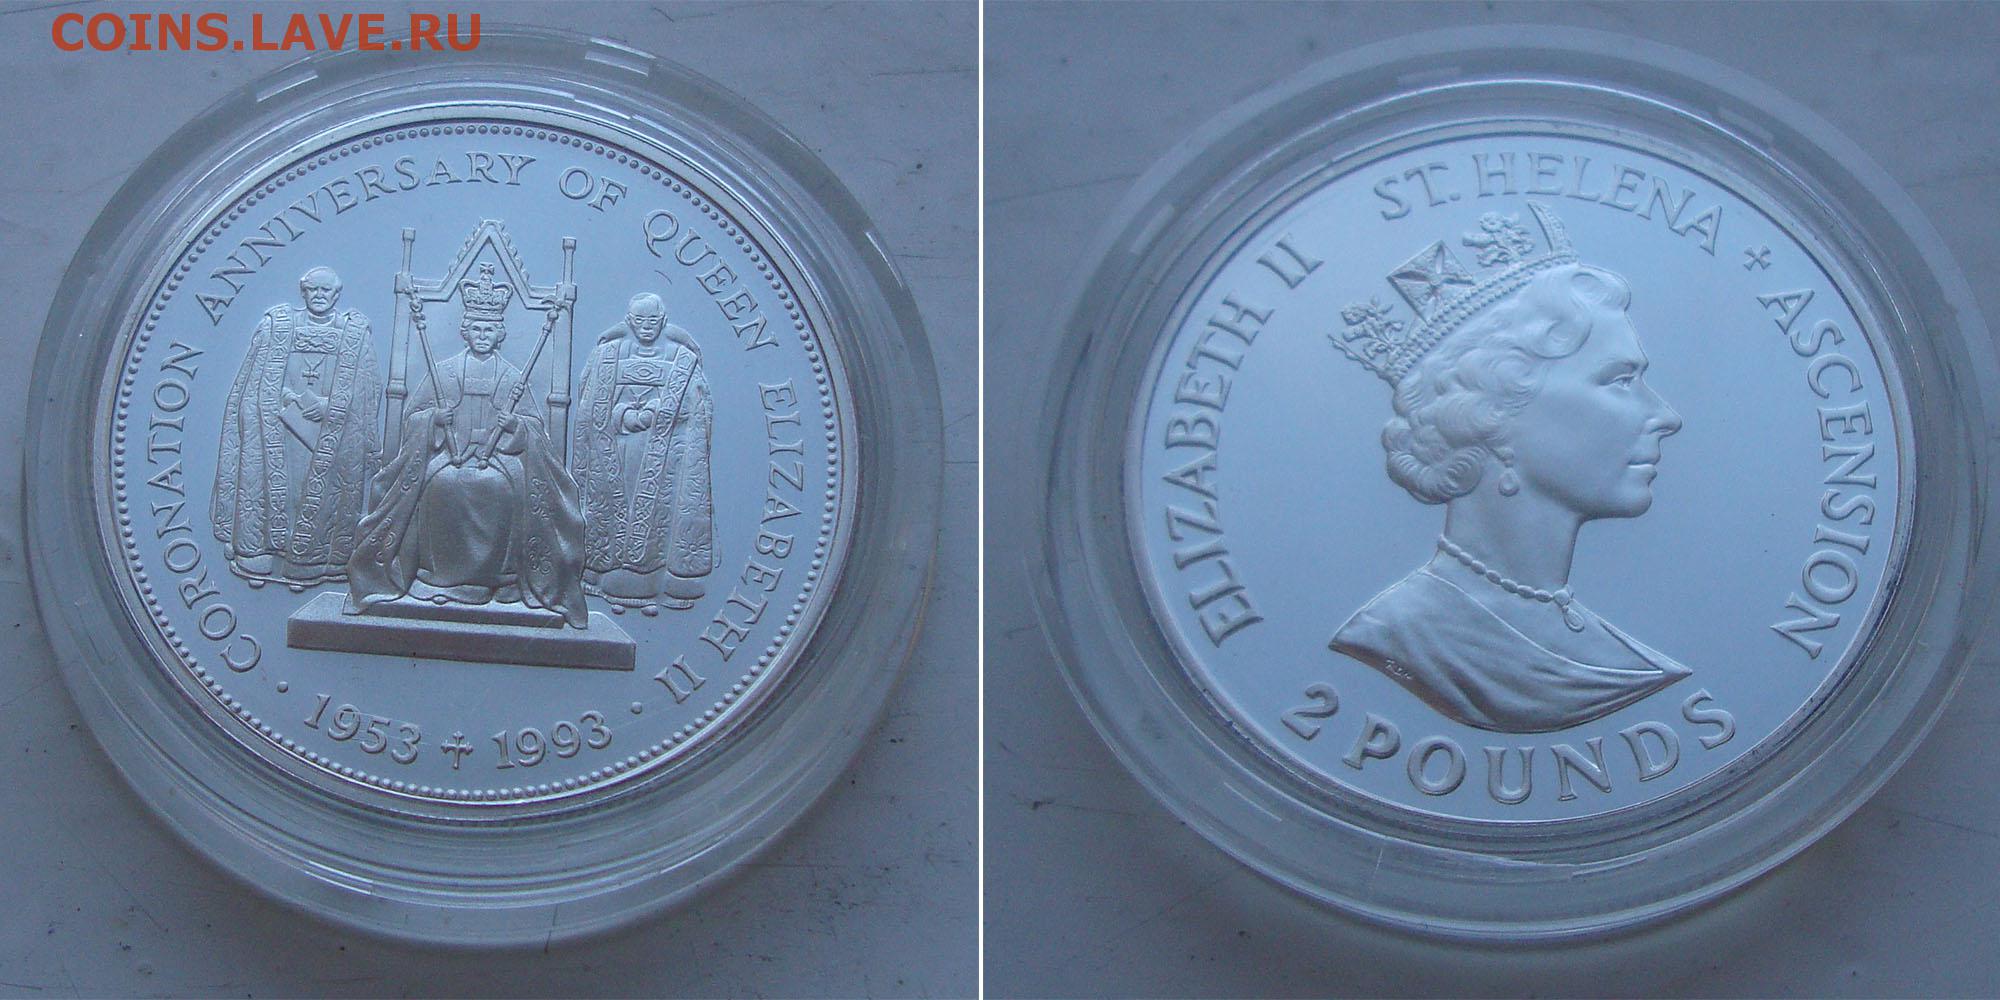 COINS.LAVE.RU
CORONATION ANNIVERSARY OF QUEEN ELIZABETH II
· 1953 ✝ 1993 ·
ELIZABETH II ST. HELENA + ASCENSION
2 POUNDS